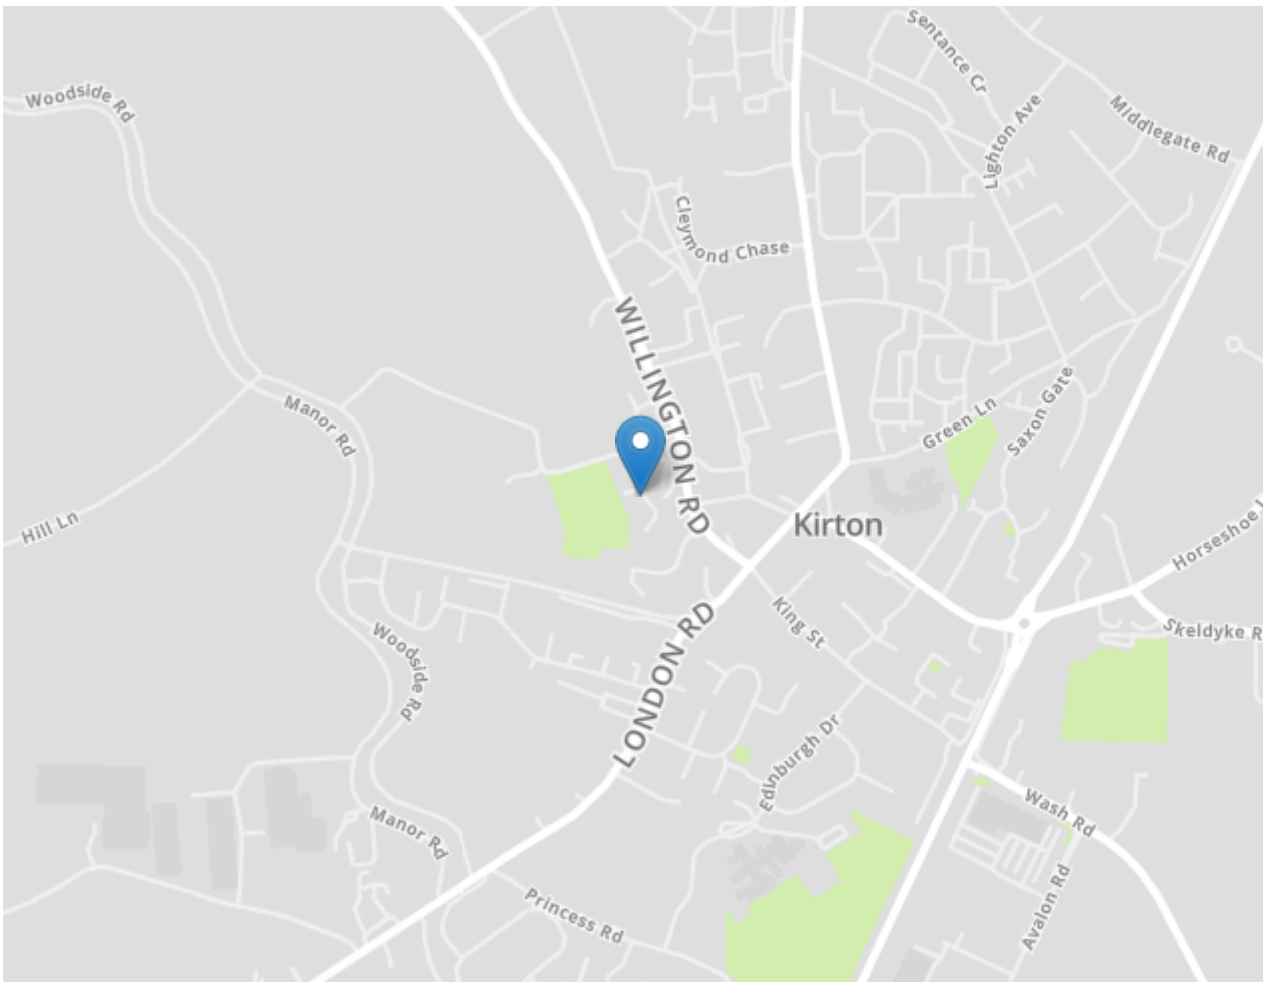 Sentance Cr
Woodside Rd
Lighton Ave
Middlegate Rd
Cleymond Chase
WILLINGTON RD
Manor Rd
Green Ln
Saxon Gate
Hill Ln
Kirton
Horseshoe L
King St
Skeldyke R
Woodside Rd
LONDON RD
Edinburgh Dr
Wash Rd
Manor Rd
Avalon Rd
Princess Rd